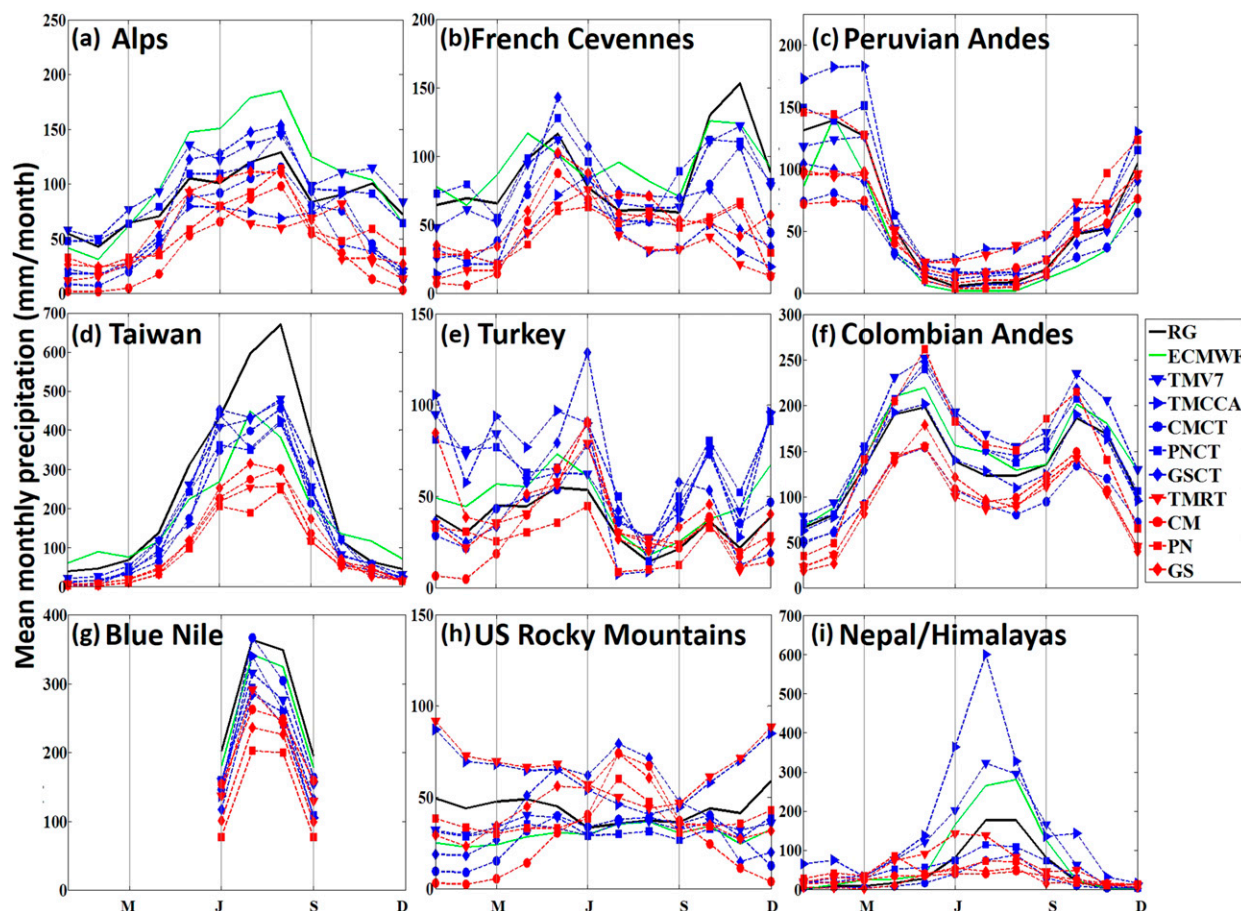 Mean monthly precipitation (mm/month)
(a) Alps
250
200
150
100
50
0
(b) French Cevennes
200
150
100
50
0
(c) Peruvian Andes
200
150
100
50
0
(d) Taiwan
700
600
500
400
300
200
100
0
(e) Turkey
150
100
50
0
(f) Colombian Andes
300
250
200
150
100
50
0
RG
ECMWF
TMV7
TMCCA
CMCT
PNCT
GSCT
TMRT
CM
PN
GS
(g) Blue Nile
400
300
200
100
0
M J S D
(h) US Rocky Mountains
150
100
50
0
M J S D
(i) Nepal/Himalayas
700
600
500
400
300
200
100
0
M J S D